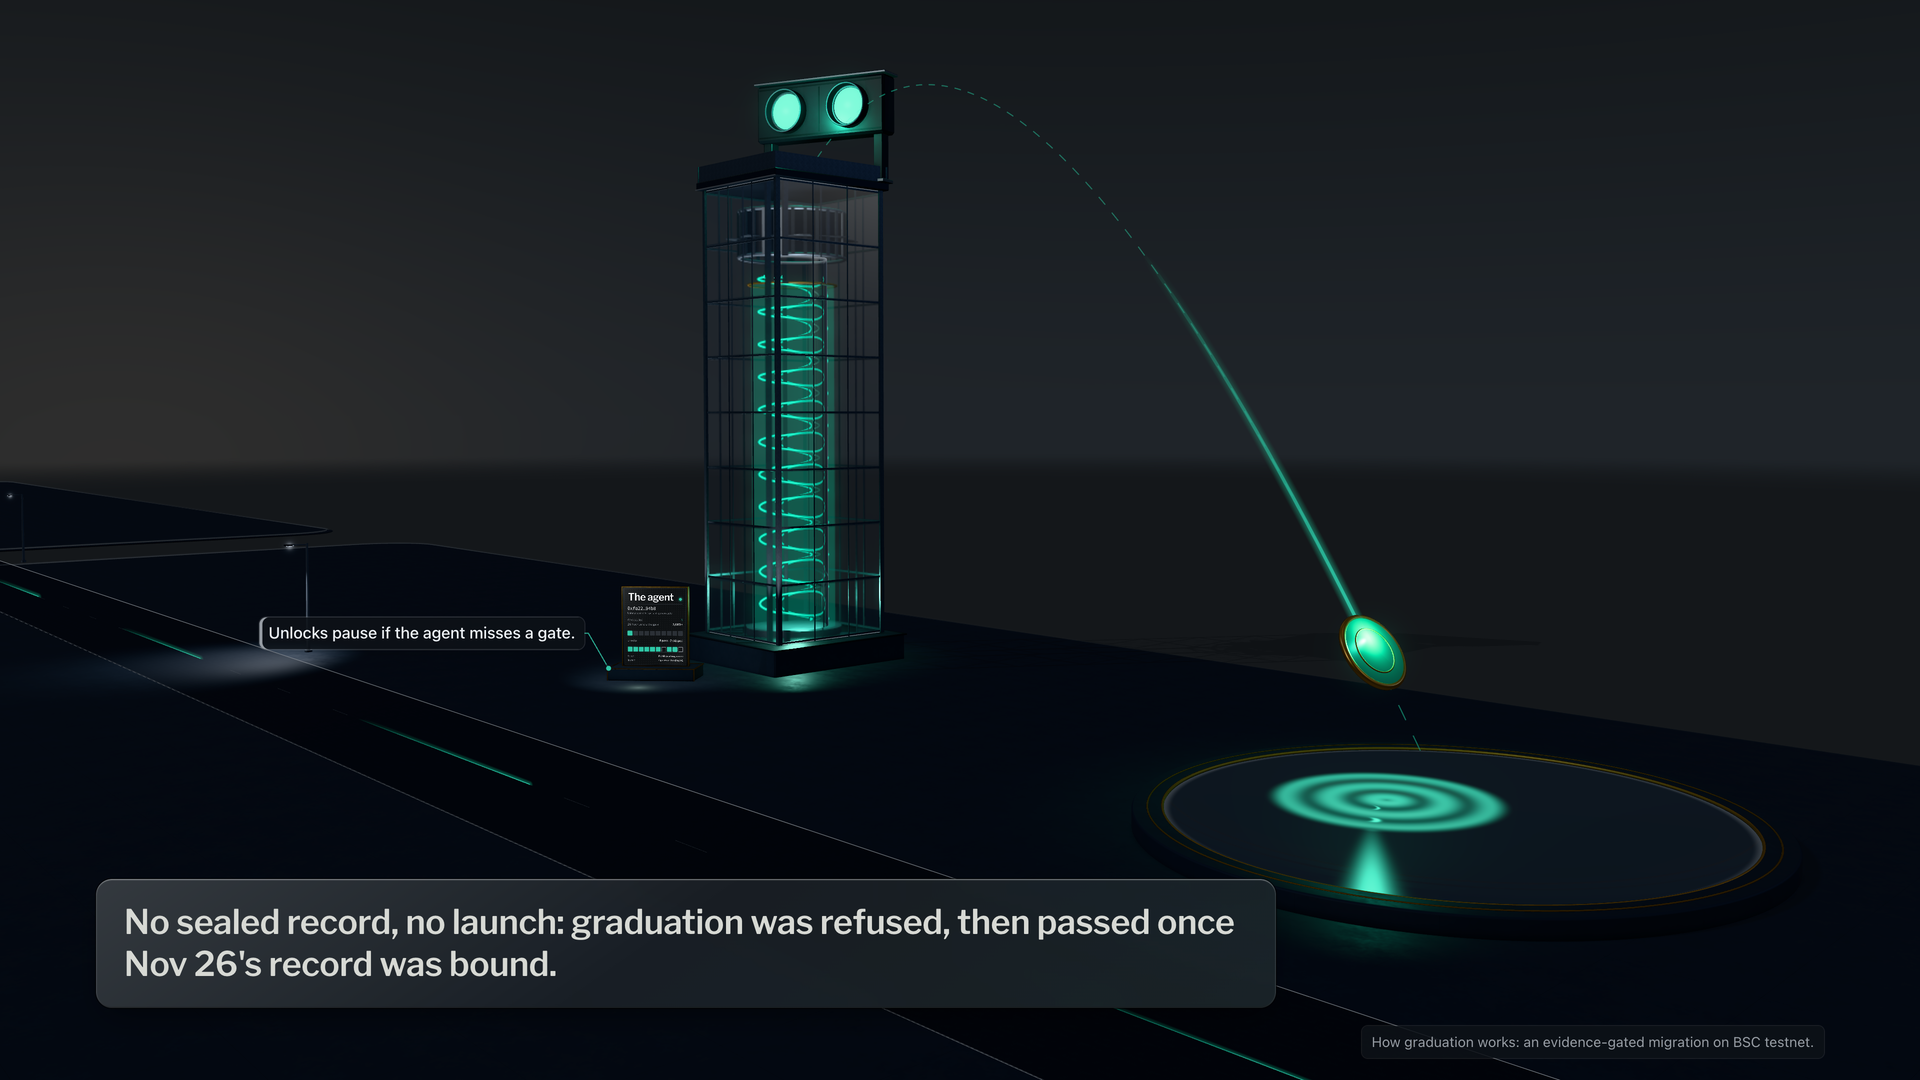 The agent
Unlocks pause if the agent misses a gate.
No sealed record, no launch: graduation was refused, then passed once
Nov 26's record was bound.
How graduation works: an evidence-gated migration on BSC testnet.